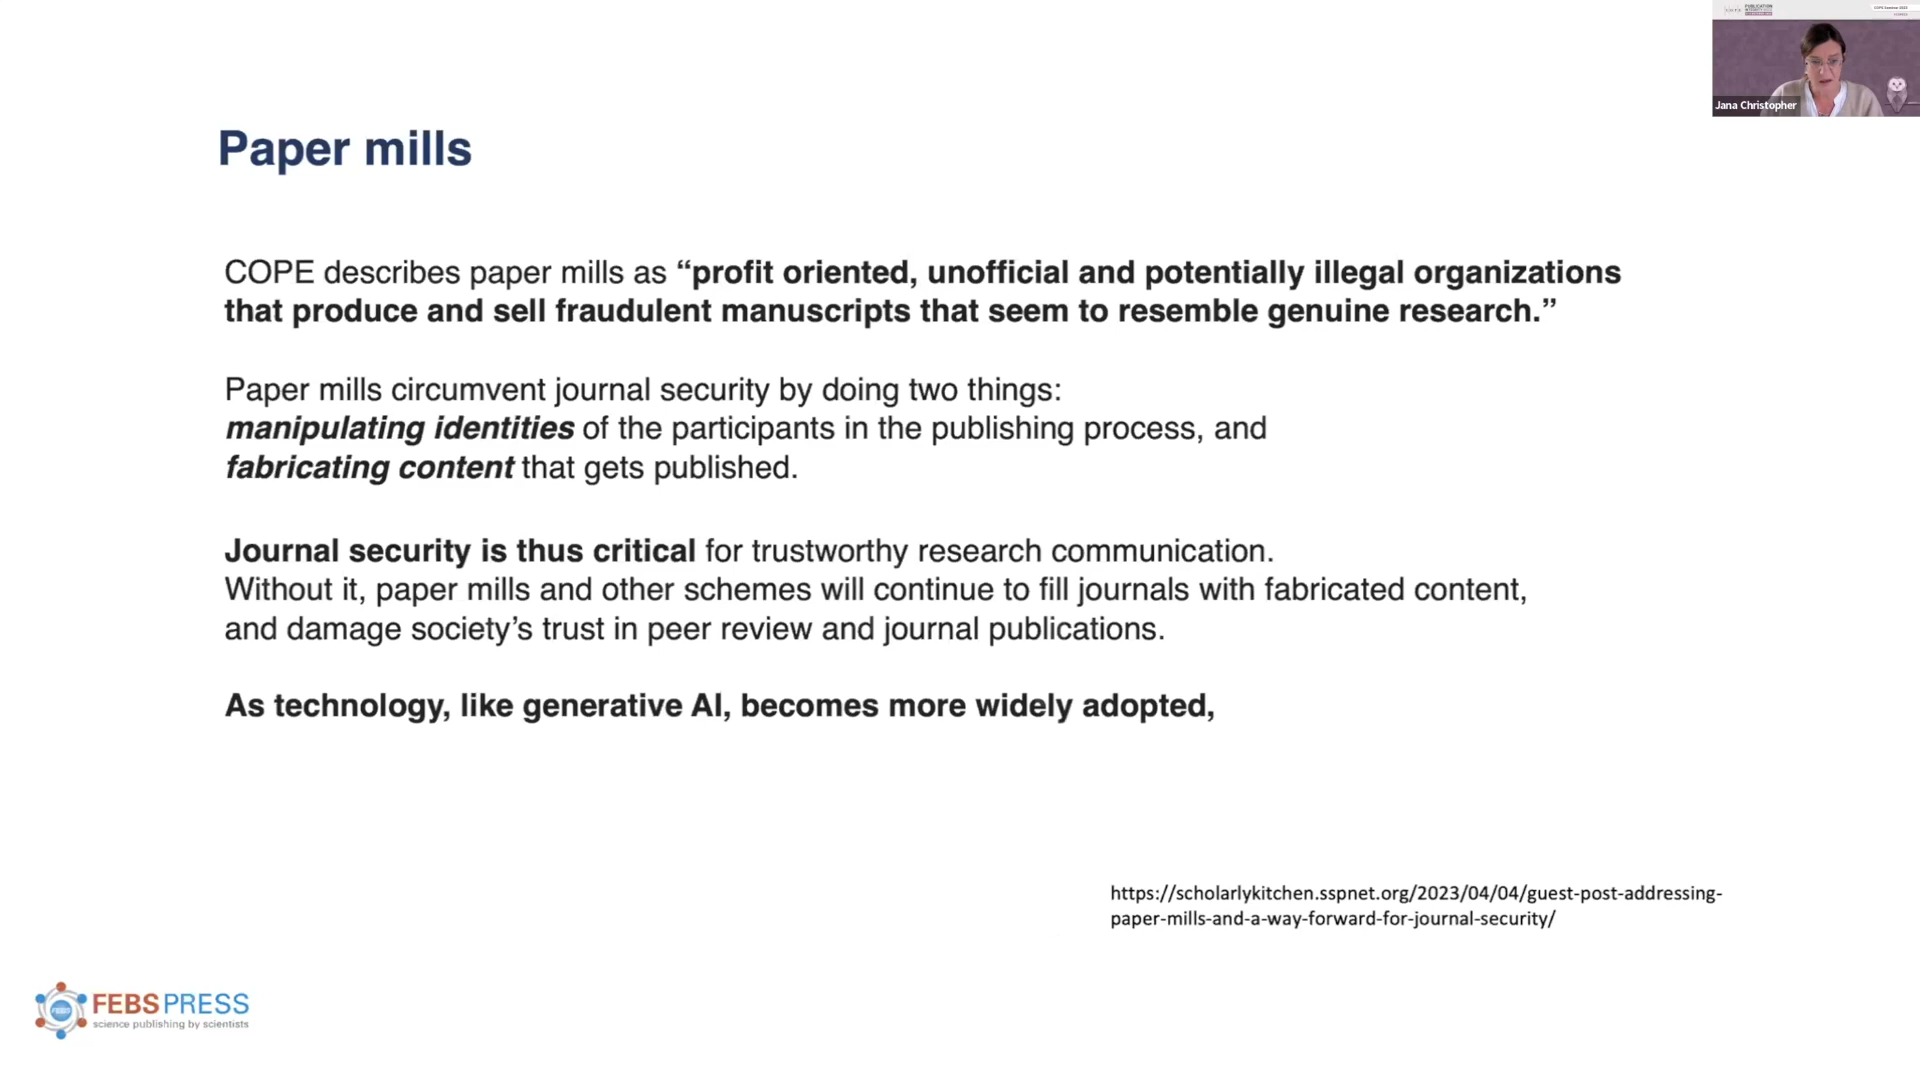 PUBLICATION
INTEGRITY WEEK
COPE Seminar 2023
Jana Christopher
Paper mills
COPE describes paper mills as “profit oriented, unofficial and potentially illegal organizations
that produce and sell fraudulent manuscripts that seem to resemble genuine research.”
Paper mills circumvent journal security by doing two things:
manipulating identities of the participants in the publishing process, and
fabricating content that gets published.
Journal security is thus critical for trustworthy research communication.
Without it, paper mills and other schemes will continue to fill journals with fabricated content,
and damage society’s trust in peer review and journal publications.
As technology, like generative AI, becomes more widely adopted,
https://scholarlykitchen.sspnet.org/2023/04/04/guest-post-addressing-
paper-mills-and-a-way-forward-for-journal-security/
FEBS PRESS
science publishing by scientists